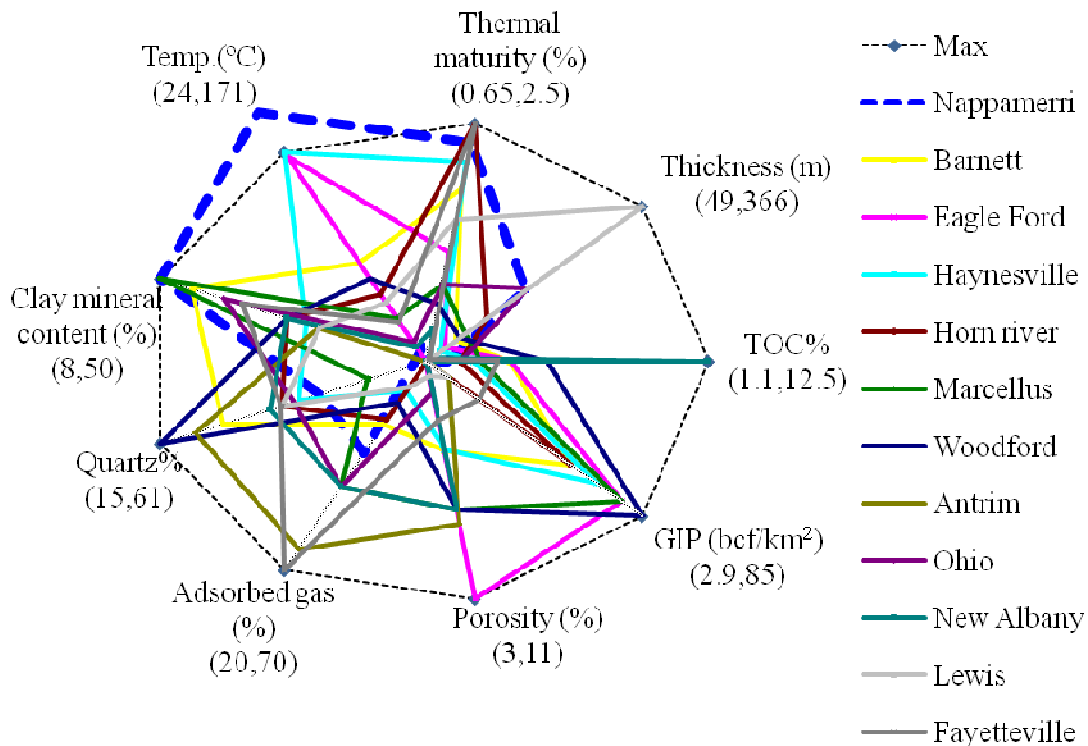 Thermal
maturity (%)
(0.65,2.5)
Temp.(ºC)
(24,171)
Thickness (m)
(49,366)
TOC%
(1.1,12.5)
GIP (bcf/km²)
(2.9,85)
Porosity (%)
(3,11)
Adsorbed gas
(%)
(20,70)
Quartz%
(15,61)
Clay mineral
content (%)
(8,50)
Max
Nappamerri
Barnett
Eagle Ford
Haynesville
Horn river
Marcellus
Woodford
Antrim
Ohio
New Albany
Lewis
Fayetteville